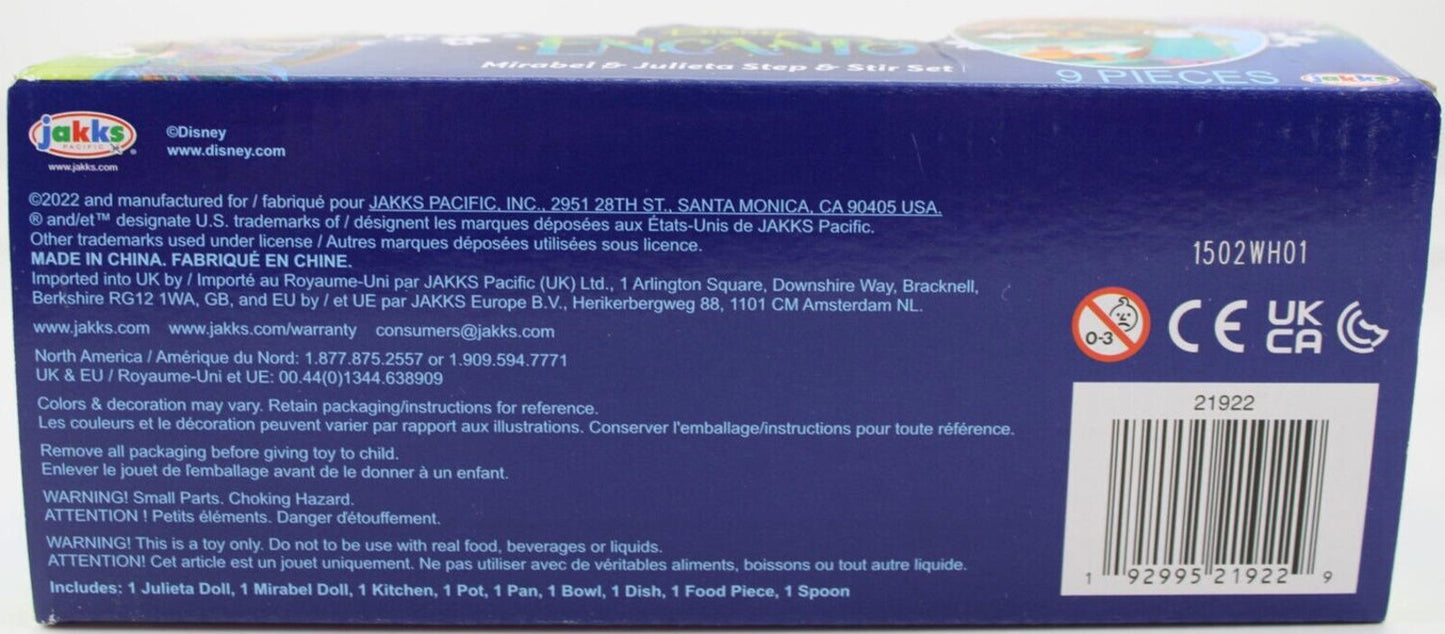 Disney
ENCANTO
Mirabel & Julieta Step & Stir Set
9 PIECES
jakks
jakks
PACIFIC
®
www.jakks.com
©Disney
www.disney.com
©2022 and manufactured for / fabriqué pour JAKKS PACIFIC, INC., 2951 28TH ST., SANTA MONICA, CA 90405 USA.
® and/et™ designate U.S. trademarks of / désignent les marques déposées aux États-Unis de JAKKS Pacific.
Other trademarks used under license / Autres marques déposées utilisées sous licence.
MADE IN CHINA. FABRIQUÉ EN CHINE.
Imported into UK by / Importé au Royaume-Uni par JAKKS Pacific (UK) Ltd., 1 Arlington Square, Downshire Way, Bracknell,
Berkshire RG12 1WA, GB, and EU by / et UE par JAKKS Europe B.V., Herikerbergweg 88, 1101 CM Amsterdam NL.
www.jakks.com www.jakks.com/warranty consumers@jakks.com
North America / Amérique du Nord: 1.877.875.2557 or 1.909.594.7771
UK & EU / Royaume-Uni et UE: 00.44(0)1344.638909
Colors & decoration may vary. Retain packaging/instructions for reference.
Les couleurs et le décoration peuvent varier par rapport aux illustrations. Conserver l'emballage/instructions pour toute référence.
Remove all packaging before giving toy to child.
Enlever le jouet de l'emballage avant de le donner à un enfant.
WARNING! Small Parts. Choking Hazard.
ATTENTION ! Petits éléments. Danger d'étouffement.
WARNING! This is a toy only. Do not to be use with real food, beverages or liquids.
ATTENTION! Cet article est un jouet uniquement. Ne pas utiliser avec de véritables aliments, boissons ou tout autre liquide.
Includes: 1 Julieta Doll, 1 Mirabel Doll, 1 Kitchen, 1 Pot, 1 Pan, 1 Bowl, 1 Dish, 1 Food Piece, 1 Spoon
1502WH01
0-3
CE
UK
CA
21922
1 92995 21922 9